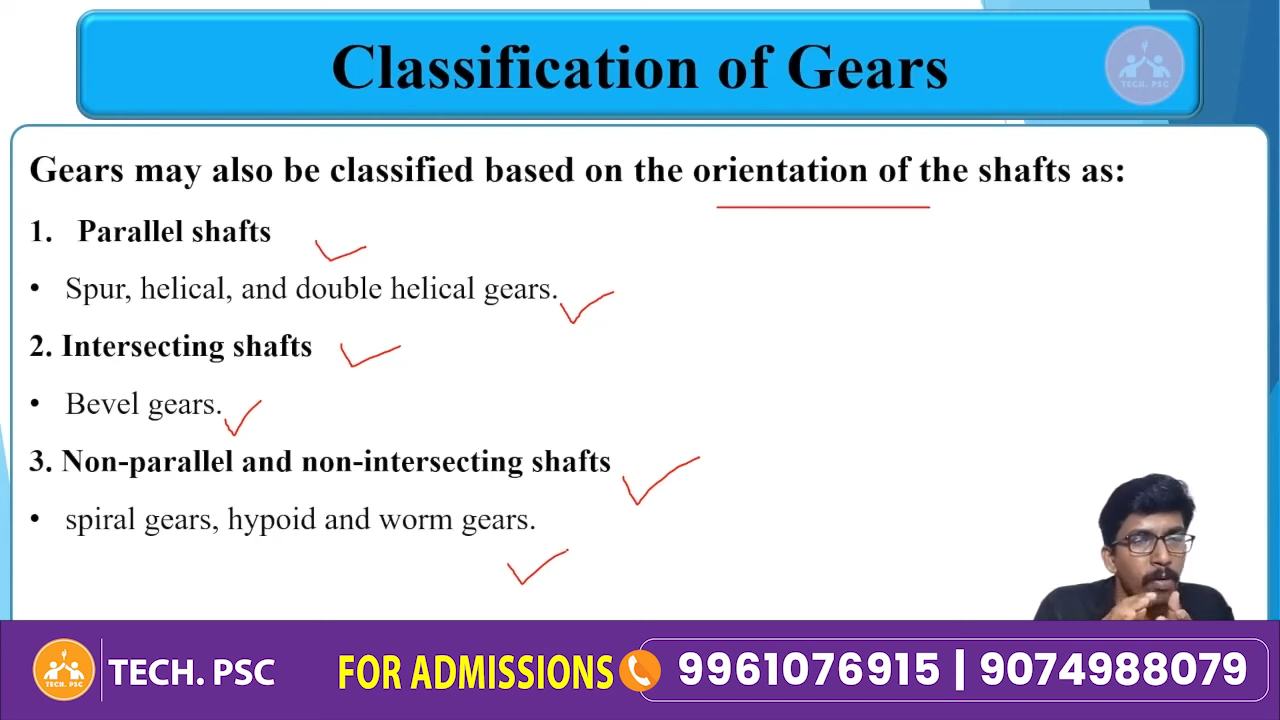 Classification of Gears
TECH. PSC
Gears may also be classified based on the orientation of the shafts as:
1. Parallel shafts
• Spur, helical, and double helical gears.
2. Intersecting shafts
• Bevel gears.
3. Non-parallel and non-intersecting shafts
• spiral gears, hypoid and worm gears.
TECH. PSC
TECH. PSC
FOR ADMISSIONS
9961076915 | 9074988079